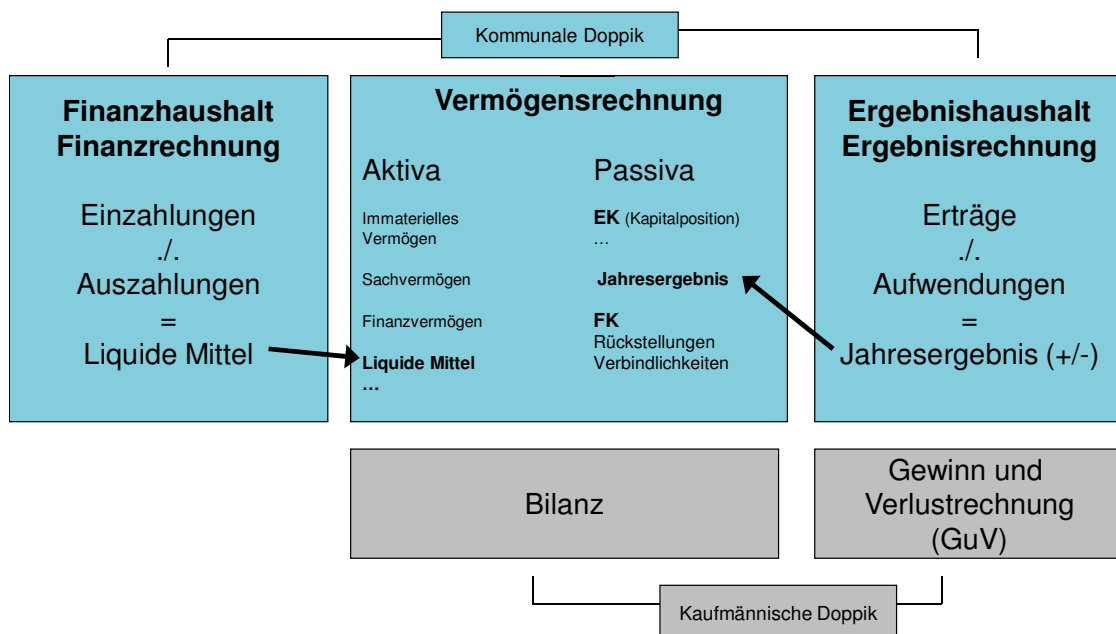 Kommunale Doppik
Finanzhaushalt
Finanzrechnung
Einzahlungen
./.
Auszahlungen
=
Liquide Mittel
Vermögensrechnung
Aktiva
Immaterielles
Vermögen
Sachvermögen
Finanzvermögen
Liquide Mittel
...
Passiva
EK (Kapitalposition)
...
Jahresergebnis
FK
Rückstellungen
Verbindlichkeiten
Ergebnishaushalt
Ergebnisrechnung
Erträge
./.
Aufwendungen
=
Jahresergebnis (+/-)
Bilanz
Gewinn und
Verlustrechnung
(GuV)
Kaufmännische Doppik